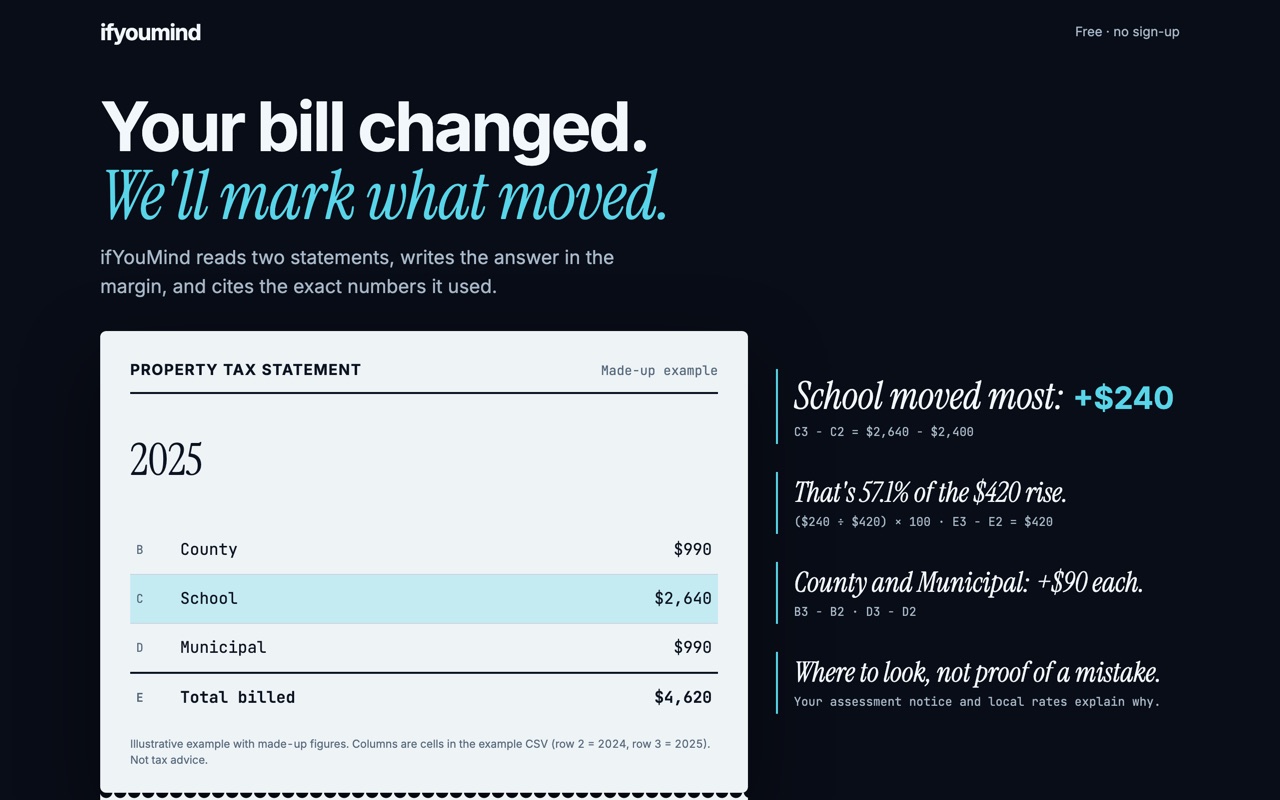 ifyoumind
Free · no sign-up
Your bill changed.
We'll mark what moved.
ifYouMind reads two statements, writes the answer in the
margin, and cites the exact numbers it used.
PROPERTY TAX STATEMENT
Made-up example
2025
B County $990
C School $2,640
D Municipal $990
E Total billed $4,620
Illustrative example with made-up figures. Columns are cells in the example CSV (row 2 = 2024, row 3 = 2025).
Not tax advice.
School moved most: +$240
C3 - C2 = $2,640 - $2,400
That's 57.1% of the $420 rise.
($240 ÷ $420) × 100 · E3 - E2 = $420
County and Municipal: +$90 each.
B3 - B2 · D3 - D2
Where to look, not proof of a mistake.
Your assessment notice and local rates explain why.